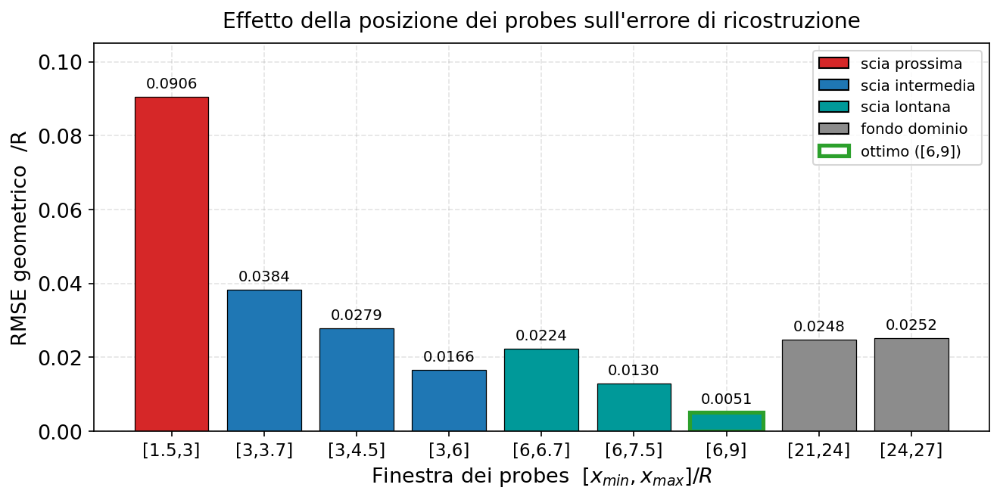 Effetto della posizione dei probes sull'errore di ricostruzione
RMSE geometrico /R
0.10
0.08
0.06
0.04
0.02
0.00
0.0906
0.0384
0.0279
0.0166
0.0224
0.0130
0.0051
0.0248
0.0252
scia prossima
scia intermedia
scia lontana
fondo dominio
ottimo ([6,9])
[1.5,3] [3,3.7] [3,4.5] [3,6] [6,6.7] [6,7.5] [6,9] [21,24] [24,27]
Finestra dei probes [x_min, x_max]/R